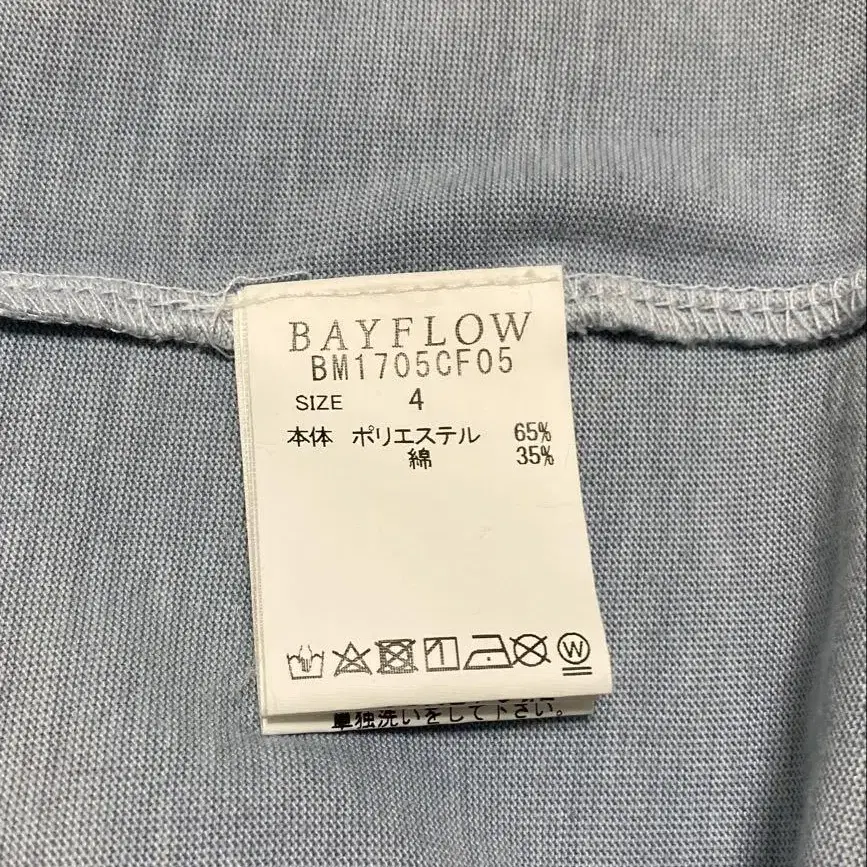 BAYFLOW
BM1705CF05
SIZE 4
本体 ポリエステル 65%
綿 35%
W
単独洗いをして下さい。